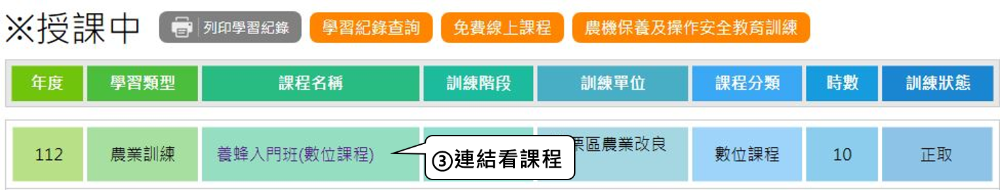 ※授課中 列印學習紀錄 學習紀錄查詢 免費線上課程 農機保養及操作安全教育訓練
年度 學習類型 課程名稱 訓練階段 訓練單位 課程分類 時數 訓練狀態
112 農業訓練 養蜂入門班(數位課程) 栗區農業改良 數位課程 10 正取
③連結看課程